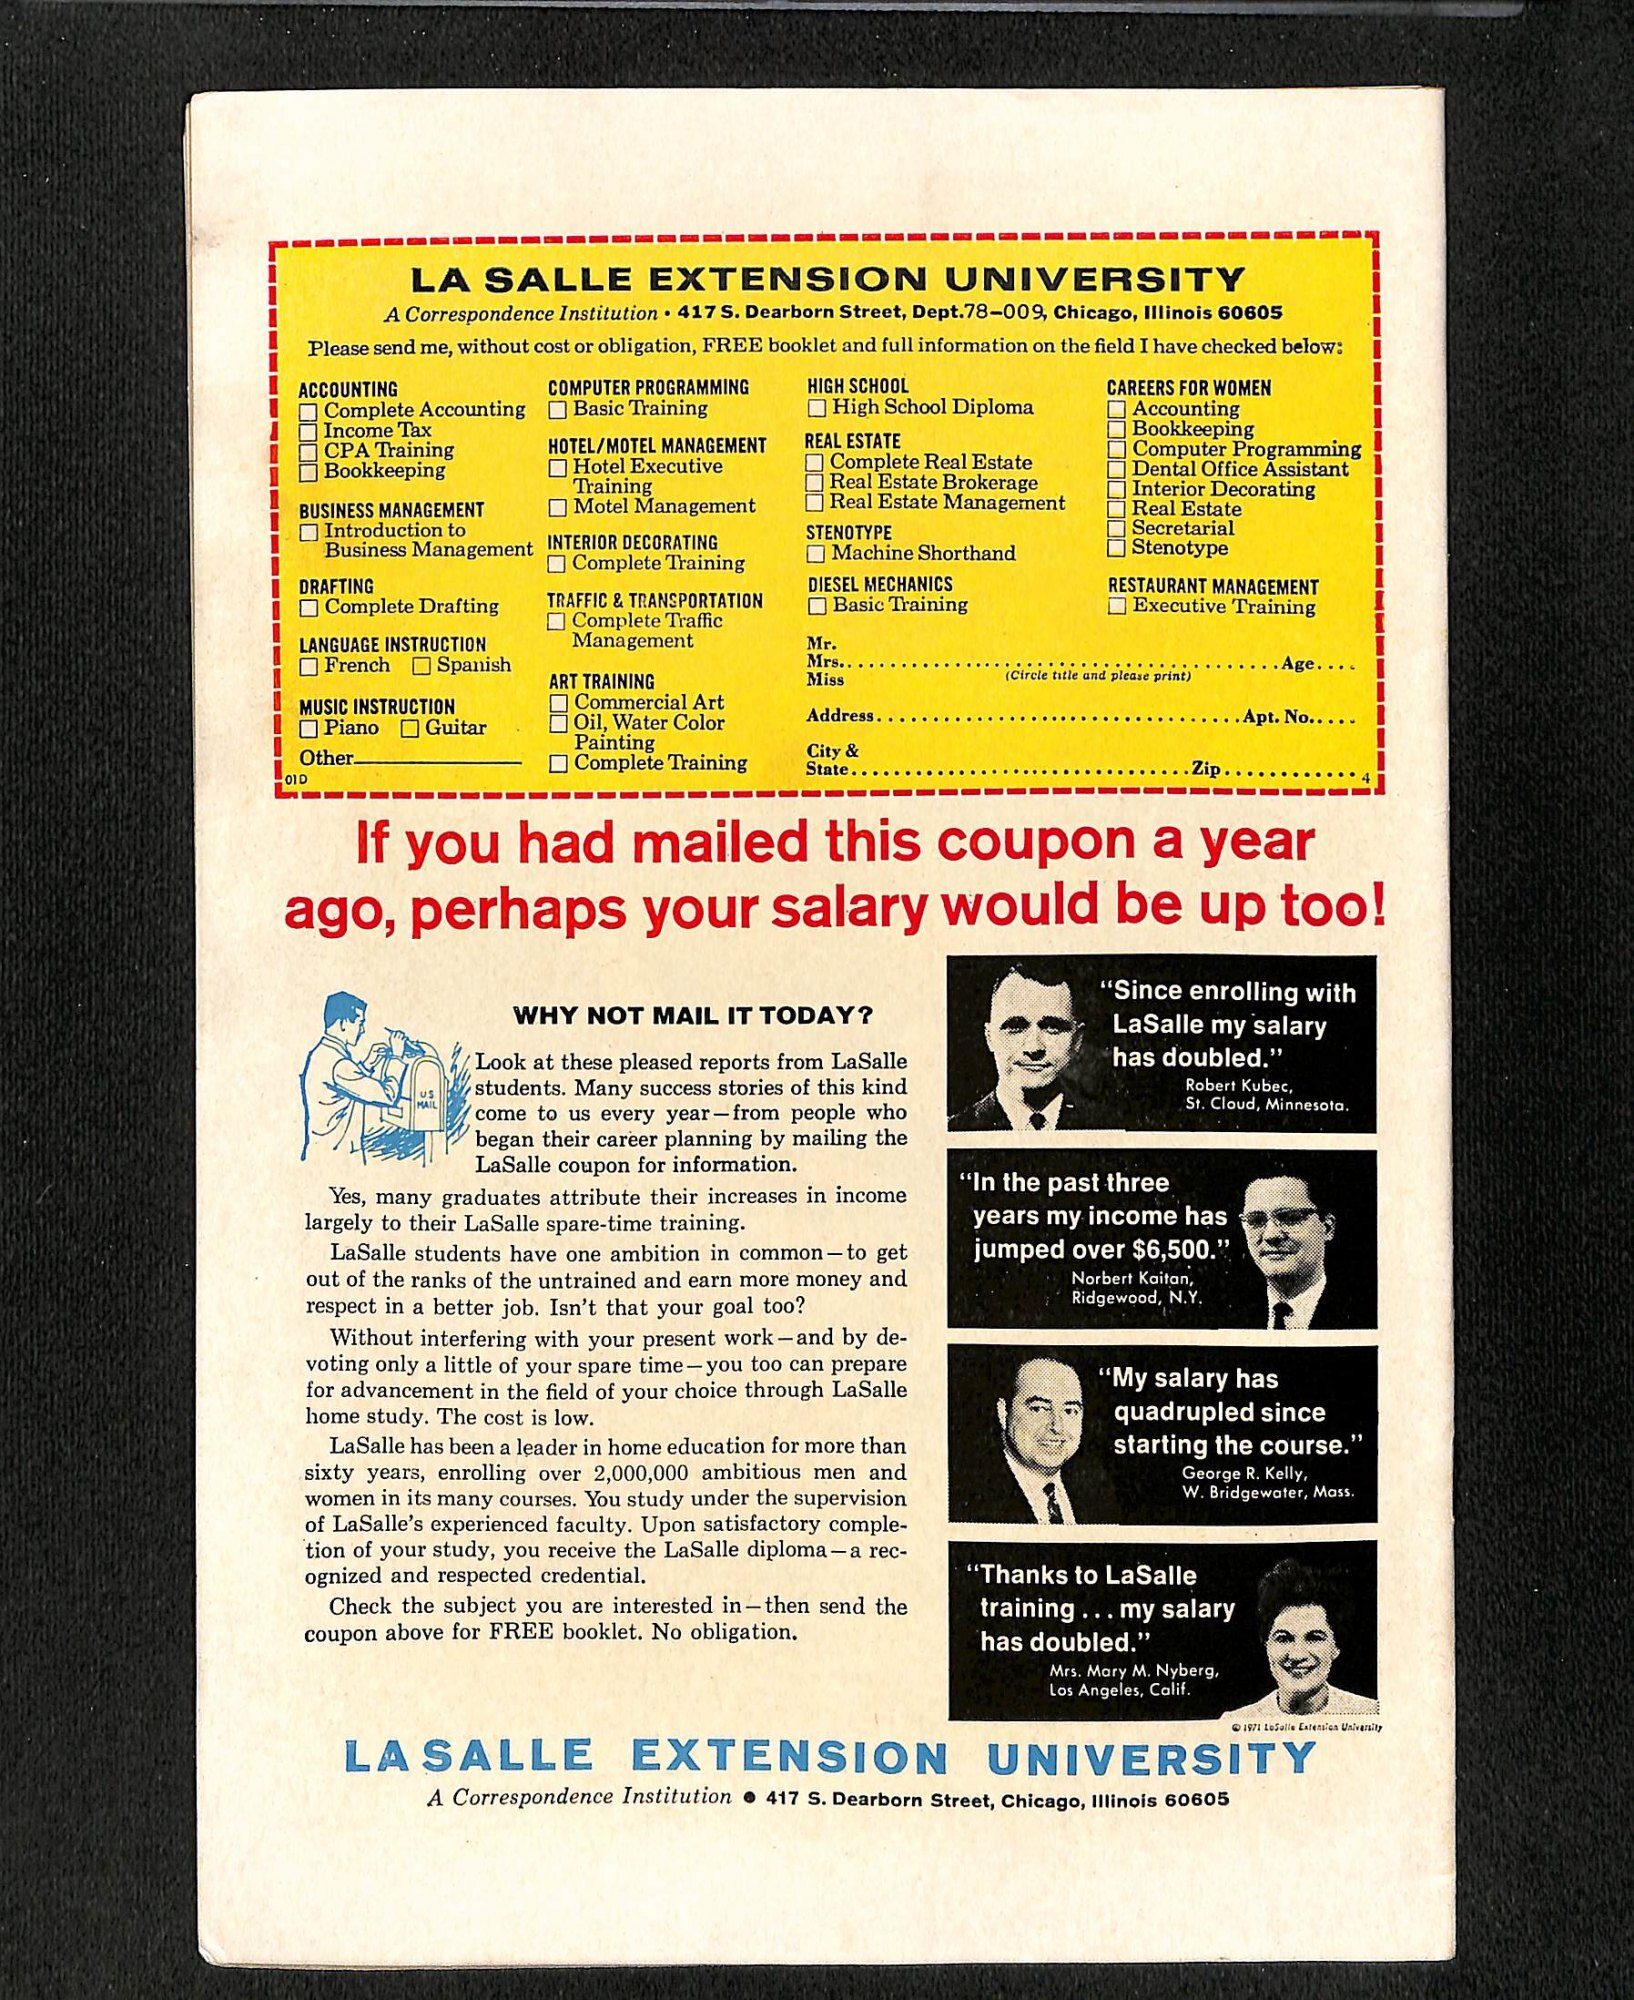 LA SALLE EXTENSION UNIVERSITY
A Correspondence Institution • 417 S. Dearborn Street, Dept.78-009, Chicago, Illinois 60605
Please send me, without cost or obligation, FREE booklet and full information on the field I have checked below:
ACCOUNTING
Complete Accounting
Income Tax
CPA Training
Bookkeeping
BUSINESS MANAGEMENT
Introduction to
Business Management
DRAFTING
Complete Drafting
LANGUAGE INSTRUCTION
French Spanish
MUSIC INSTRUCTION
Piano Guitar
Other
01D
COMPUTER PROGRAMMING
Basic Training
HOTEL/MOTEL MANAGEMENT
Hotel Executive
Training
Motel Management
INTERIOR DECORATING
Complete Training
TRAFFIC & TRANSPORTATION
Complete Traffic
Management
ART TRAINING
Commercial Art
Oil, Water Color
Painting
Complete Training
HIGH SCHOOL
High School Diploma
REAL ESTATE
Complete Real Estate
Real Estate Brokerage
Real Estate Management
STENOTYPE
Machine Shorthand
DIESEL MECHANICS
Basic Training
CAREERS FOR WOMEN
Accounting
Bookkeeping
Computer Programming
Dental Office Assistant
Interior Decorating
Real Estate
Secretarial
Stenotype
RESTAURANT MANAGEMENT
Executive Training
Mr.
Mrs. Age
Miss (Circle title and please print)
Address Apt. No.
City &
State Zip 4
If you had mailed this coupon a year
ago, perhaps your salary would be up too!
WHY NOT MAIL IT TODAY?
U.S.
MAIL
Look at these pleased reports from LaSalle
students. Many success stories of this kind
come to us every year—from people who
began their career planning by mailing the
LaSalle coupon for information.
Yes, many graduates attribute their increases in income
largely to their LaSalle spare-time training.
LaSalle students have one ambition in common—to get
out of the ranks of the untrained and earn more money and
respect in a better job. Isn't that your goal too?
Without interfering with your present work—and by de-
voting only a little of your spare time—you too can prepare
for advancement in the field of your choice through LaSalle
home study. The cost is low.
LaSalle has been a leader in home education for more than
sixty years, enrolling over 2,000,000 ambitious men and
women in its many courses. You study under the supervision
of LaSalle's experienced faculty. Upon satisfactory comple-
tion of your study, you receive the LaSalle diploma—a rec-
ognized and respected credential.
Check the subject you are interested in—then send the
coupon above for FREE booklet. No obligation.
"Since enrolling with
LaSalle my salary
has doubled."
Robert Kubec,
St. Cloud, Minnesota.
"In the past three
years my income has
jumped over $6,500."
Norbert Kaitan,
Ridgewood, N.Y.
"My salary has
quadrupled since
starting the course."
George R. Kelly,
W. Bridgewater, Mass.
"Thanks to LaSalle
training . . . my salary
has doubled."
Mrs. Mary M. Nyberg,
Los Angeles, Calif.
© 1971 LaSalle Extension University
LASALLE EXTENSION UNIVERSITY
A Correspondence Institution • 417 S. Dearborn Street, Chicago, Illinois 60605